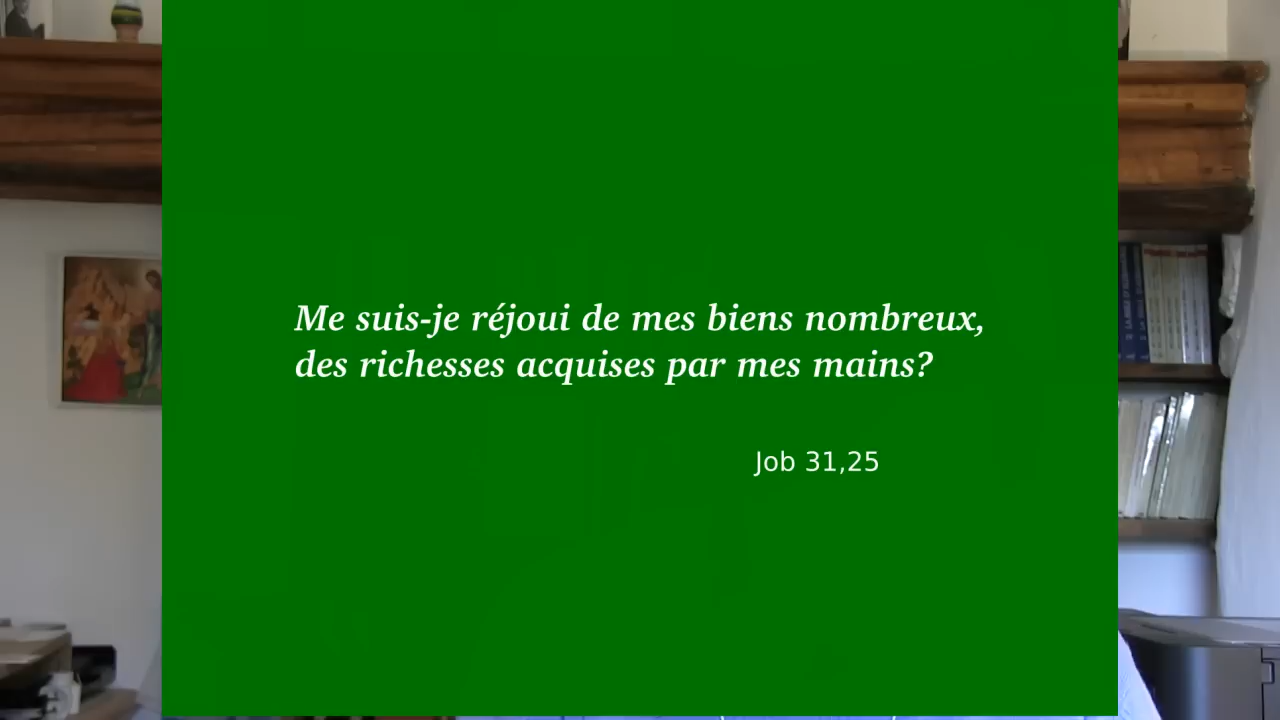 Me suis-je réjoui de mes biens nombreux,
des richesses acquises par mes mains?
Job 31,25